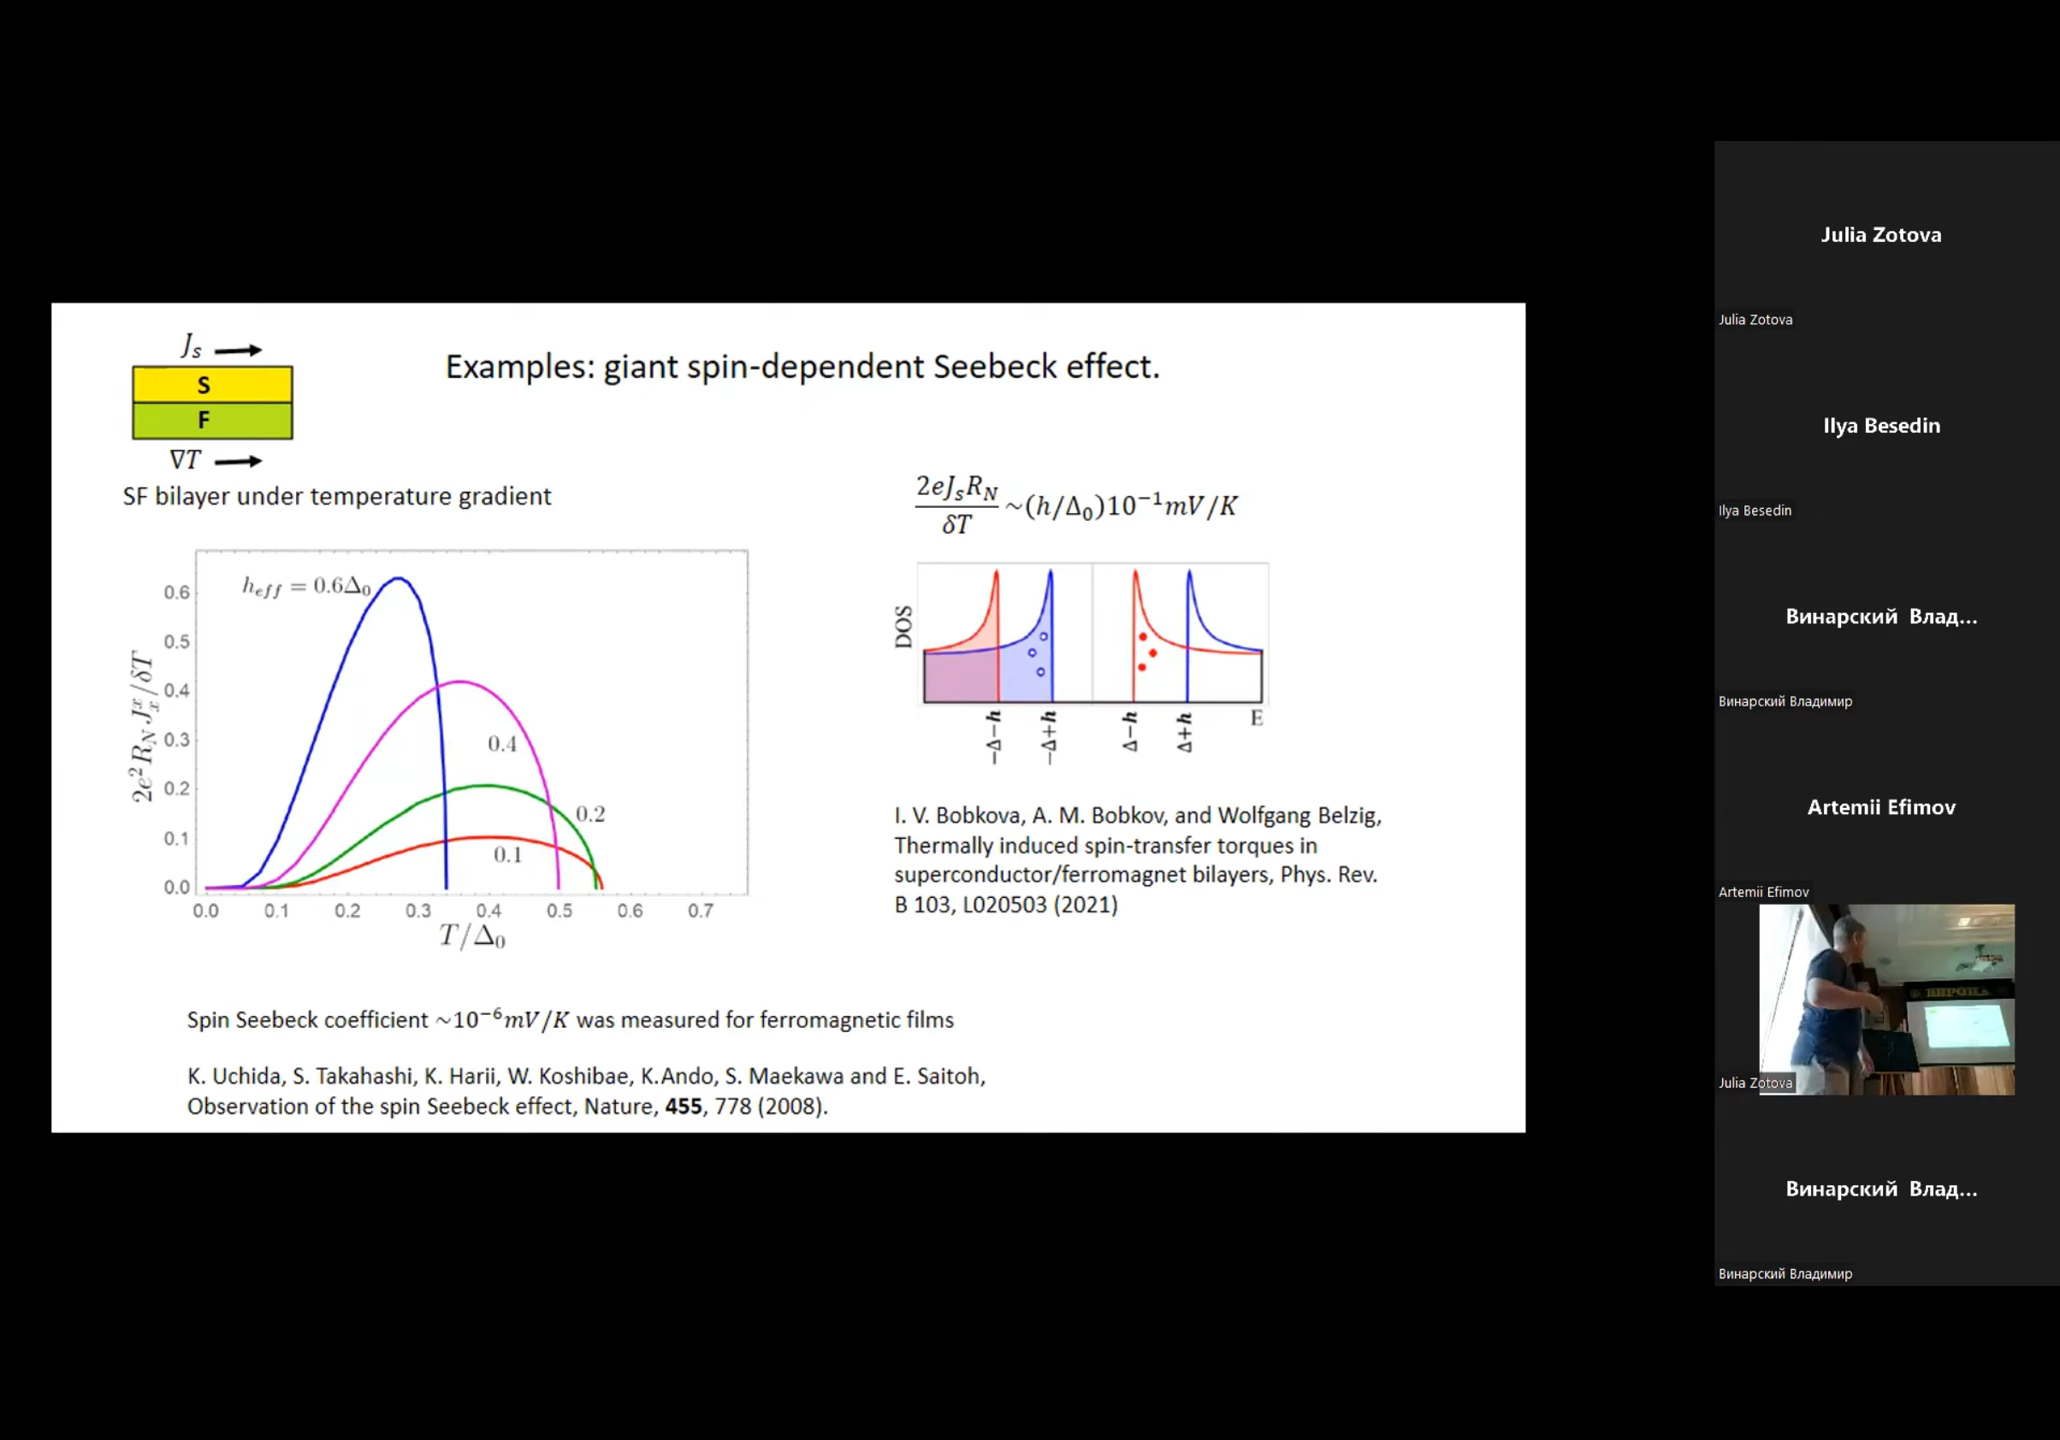 Examples: giant spin-dependent Seebeck effect.
J_s
S
F
∇T
SF bilayer under temperature gradient
2eJ_sR_N/δT ~(h/Δ₀)10⁻¹mV/K
2e²R_N J_x^x/δT
0.6
0.5
0.4
0.3
0.2
0.1
0.0
h_eff = 0.6Δ₀
0.4
0.2
0.1
0.0 0.1 0.2 0.3 0.4 0.5 0.6 0.7
T/Δ₀
DOS
-Δ-h
-Δ+h
Δ-h
Δ+h
E
I. V. Bobkova, A. M. Bobkov, and Wolfgang Belzig,
Thermally induced spin-transfer torques in
superconductor/ferromagnet bilayers, Phys. Rev.
B 103, L020503 (2021)
Spin Seebeck coefficient ~10⁻⁶mV/K was measured for ferromagnetic films
K. Uchida, S. Takahashi, K. Harii, W. Koshibae, K.Ando, S. Maekawa and E. Saitoh,
Observation of the spin Seebeck effect, Nature, 455, 778 (2008).
Julia Zotova
Julia Zotova
Ilya Besedin
Ilya Besedin
Винарский Влад...
Винарский Владимир
Artemii Efimov
Artemii Efimov
Julia Zotova
Винарский Влад...
Винарский Владимир